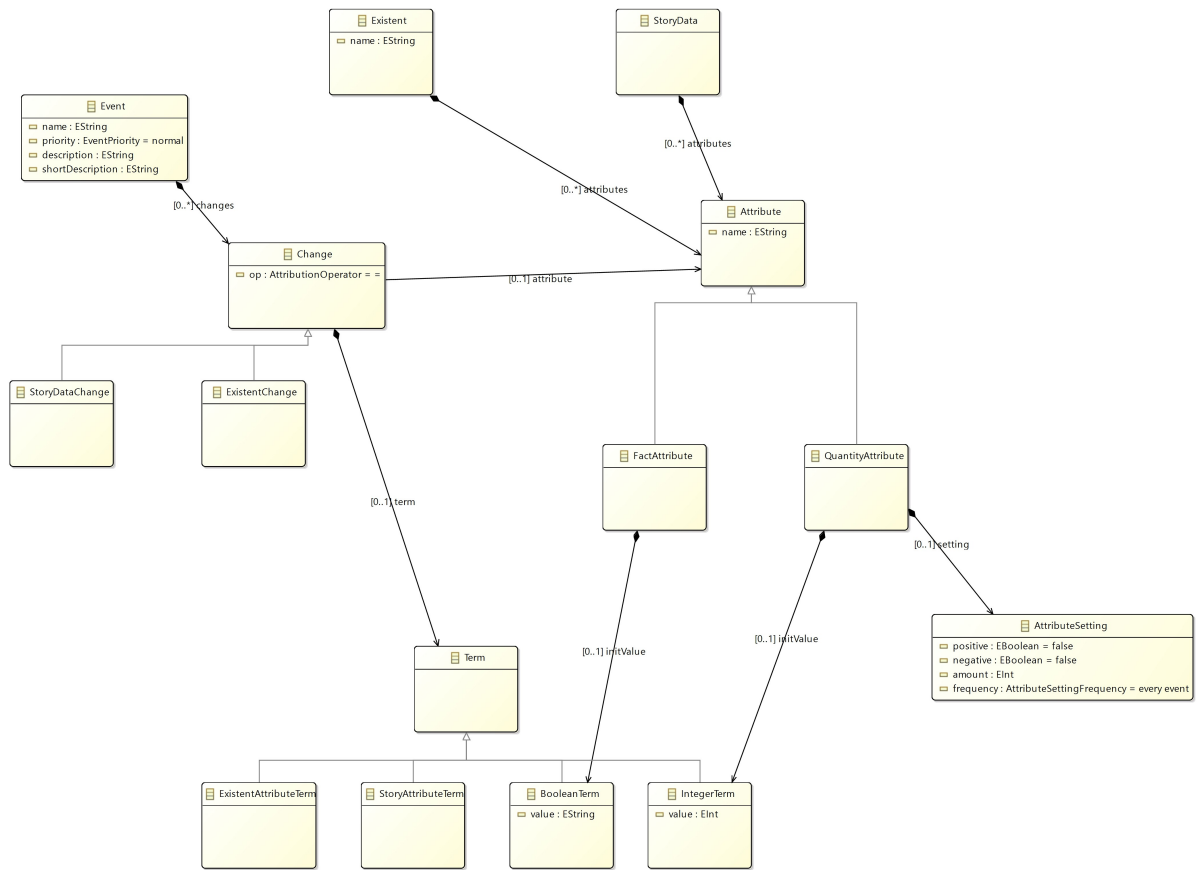 Existent
name : EString
StoryData
Event
name : EString
priority : EventPriority = normal
description : EString
shortDescription : EString
[0..*] attributes
[0..*] attributes
[0..*] changes
Attribute
name : EString
Change
op : AttributionOperator = =
[0..1] attribute
StoryDataChange
ExistentChange
FactAttribute
QuantityAttribute
[0..1] term
[0..1] setting
AttributeSetting
positive : EBoolean = false
negative : EBoolean = false
amount : EInt
frequency : AttributeSettingFrequency = every event
[0..1] initValue
[0..1] initValue
Term
ExistentAttributeTerm
StoryAttributeTerm
BooleanTerm
value : EString
IntegerTerm
value : EInt